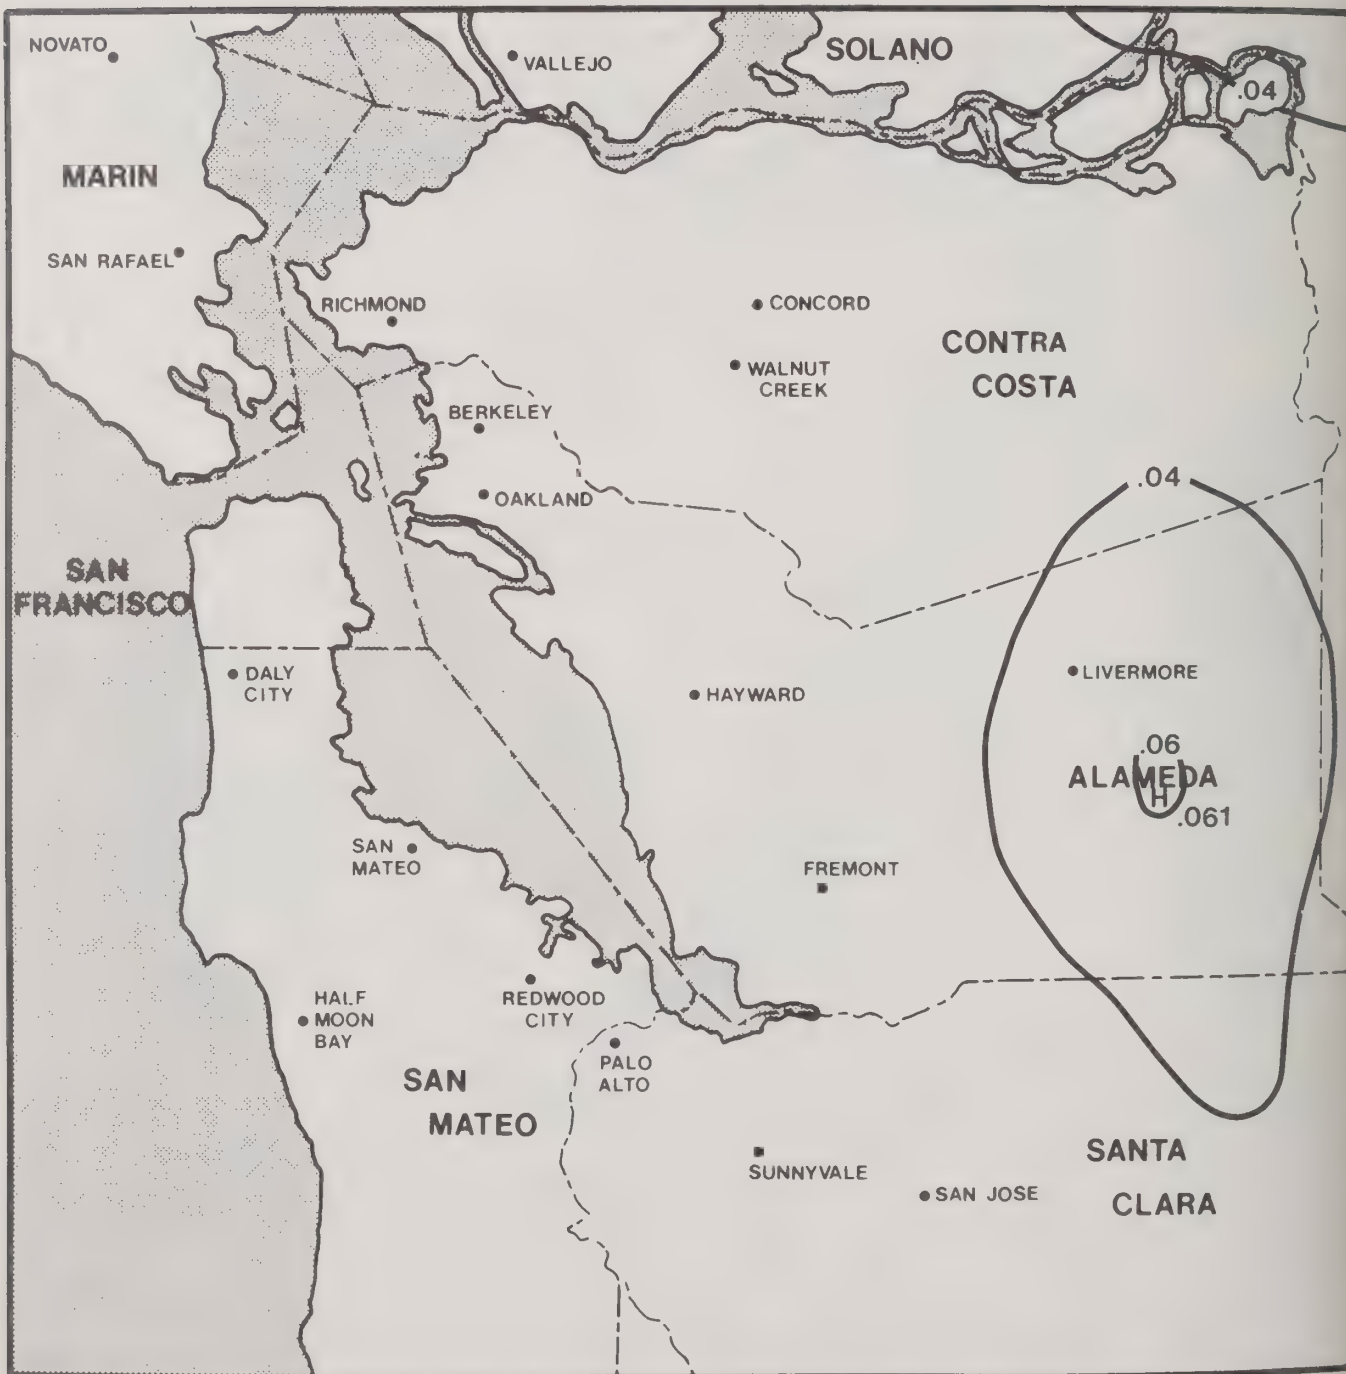 NOVATO
VALLEJO
SOLANO
.04
MARIN
SAN RAFAEL
RICHMOND
CONCORD
CONTRA
COSTA
WALNUT
CREEK
BERKELEY
OAKLAND
.04
SAN
FRANCISCO
DALY
CITY
HAYWARD
LIVERMORE
.06
ALAMEDA
H
.061
SAN
MATEO
FREMONT
HALF
MOON
BAY
REDWOOD
CITY
PALO
ALTO
SAN
MATEO
SUNNYVALE
SAN JOSE
SANTA
CLARA